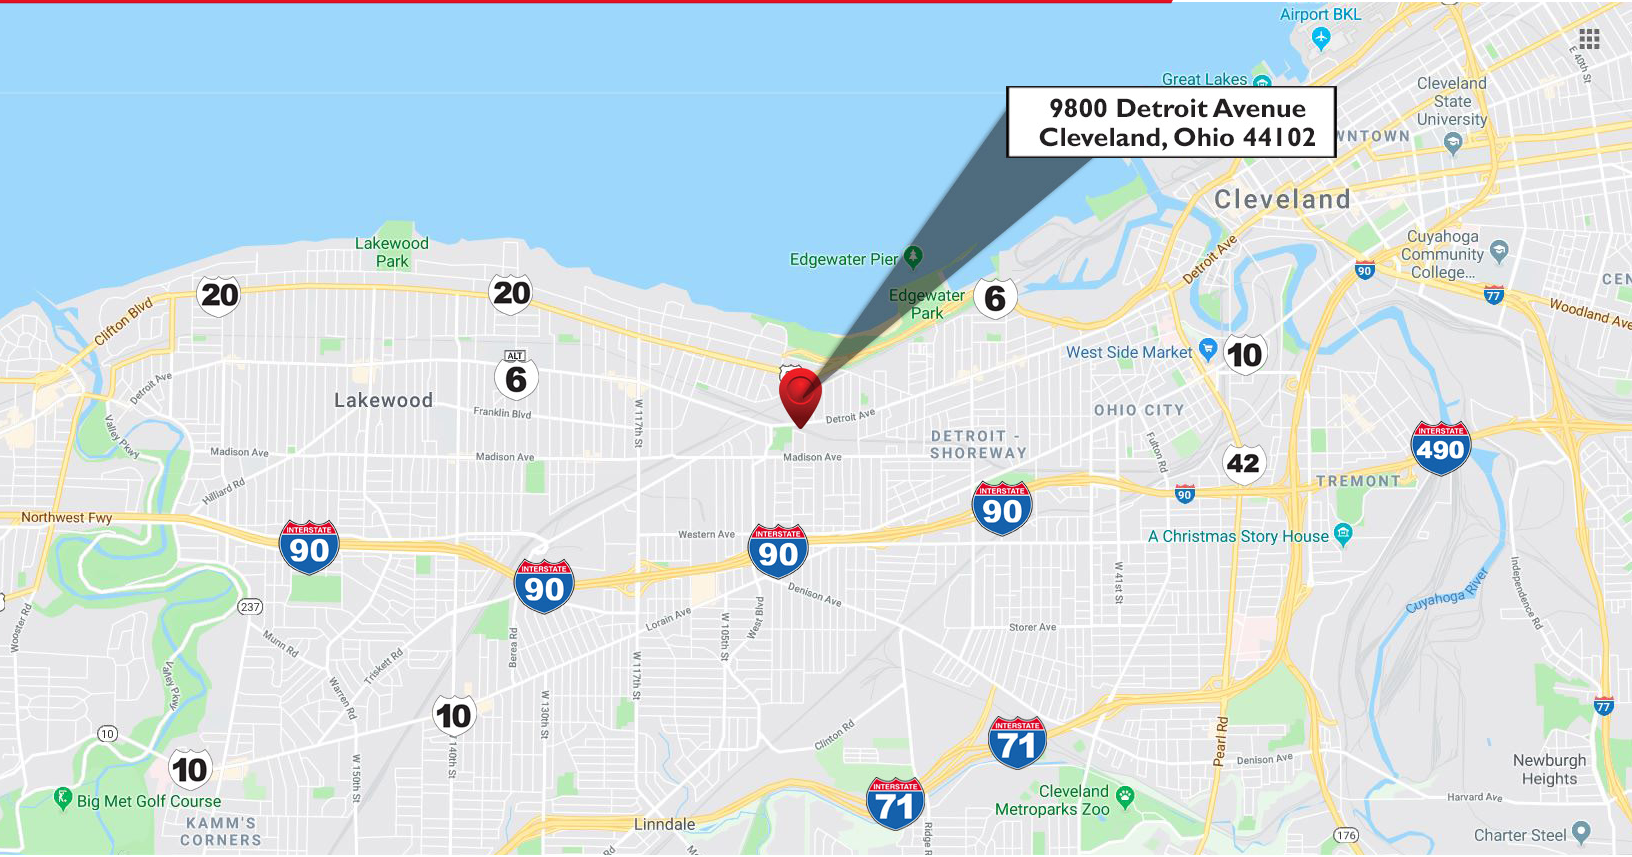 Airport BKL
E 40th St
Great Lakes
Cleveland
State
University
9800 Detroit Avenue
Cleveland, Ohio 44102
WNTOWN
Cleveland
Cuyahoga
Community
College...
Lakewood
Park
Edgewater Pier
Detroit Ave
90
CEN
20
20
Edgewater
Park
6
77
Clifton Blvd
Woodland Ave
West Side Market
10
ALT
6
Detroit Ave
Lakewood
Franklin Blvd
W 117th St
Detroit Ave
OHIO CITY
Valley Pkwy
DETROIT -
SHOREWAY
Fulton Rd
INTERSTATE
490
Madison Ave
Madison Ave
Madison Ave
42
Hilliard Rd
TREMONT
90
INTERSTATE
90
Northwest Fwy
INTERSTATE
90
Western Ave
INTERSTATE
90
A Christmas Story House
INTERSTATE
90
W 41st St
Independence Rd
Cuyahoga River
237
Denison Ave
Wooster Rd
Lorain Ave
West Blvd
W 105th St
Storer Ave
Munn Rd
Berea Rd
Triskett Rd
W 117th St
Valley Pkwy
Warren Rd
W 130th St
77
10
INTERSTATE
71
Pearl Rd
10
Clinton Rd
140th St
W 150th St
10
Denison Ave
Newburgh
Heights
INTERSTATE
71
Cleveland
Metroparks Zoo
Harvard Ave
Big Met Golf Course
Linndale
KAMM'S
CORNERS
Ridge R
176
Charter Steel
Rd